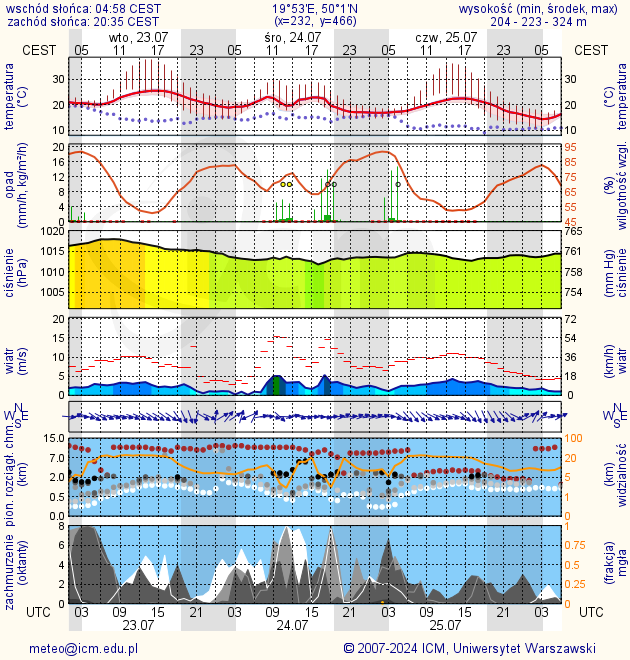 wschód słońca: 04:58 CEST 19°53'E, 50°1'N wysokość (min, środek, max)
zachód słońca: 20:35 CEST (x=232, y=466) 204 - 223 - 324 m
wto, 23.07 śro, 24.07 czw, 25.07
CEST 05 11 17 23 05 11 17 23 05 11 17 23 05 CEST
temperatura (°C) 30 20 10 30 20 10 (°C) temperatura
opad (mm/h, kg/m²/h) 20 16 12 8 4 0 95 85 75 65 55 45 (%) wilgotność wzgl.
ciśnienie (hPa) 1020 1015 1010 1005 765 761 758 754 (mm Hg) ciśnienie
wiatr (m/s) 20 15 10 5 0 72 54 36 18 0 (km/h) wiatr
N W E S N W E S
pion. rozciągł. chm. (km) 15.0 7.0 2.0 0.5 0.0 100 20 5 1 0 (km) widzialność
zachmurzenie (oktanty) 8 6 4 2 0 1 0.75 0.5 0.25 0 (frakcja) mgła
UTC 03 09 15 21 03 09 15 21 03 09 15 21 03 UTC
23.07 24.07 25.07
meteo@icm.edu.pl © 2007-2024 ICM, Uniwersytet Warszawski